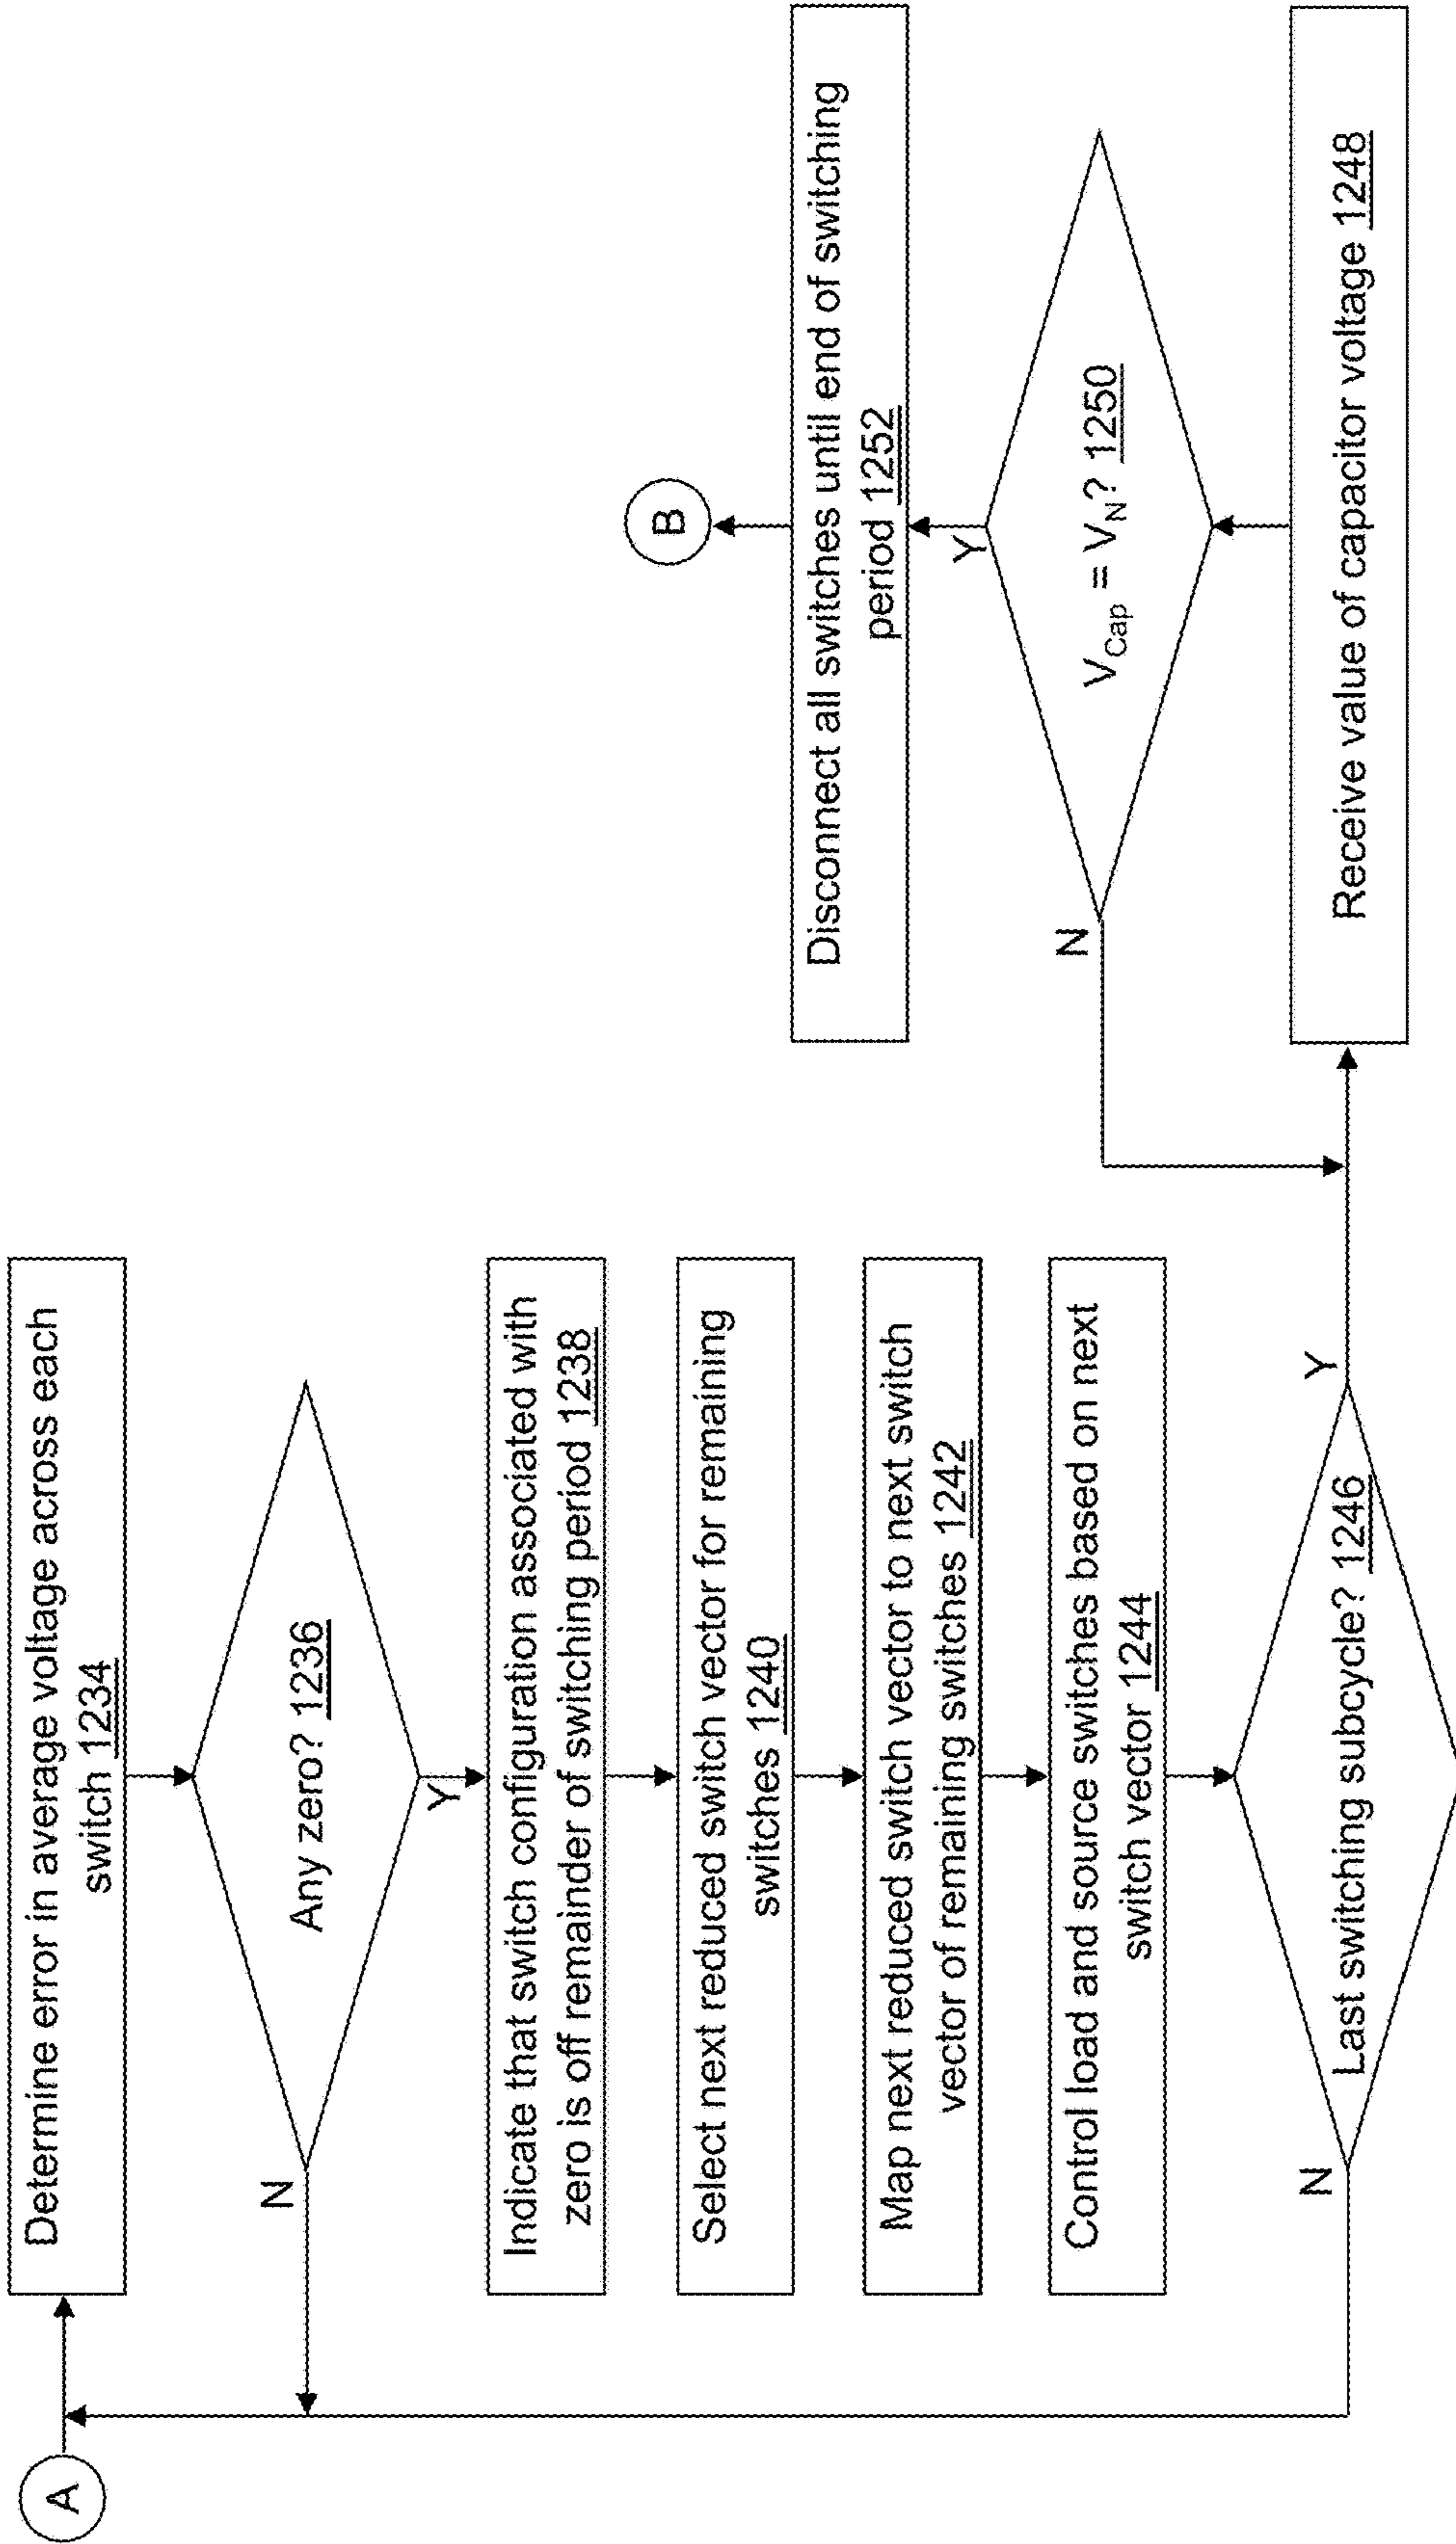 A
Determine error in average voltage across each
switch 1234
Any zero? 1236
N
Y
Indicate that switch configuration associated with
zero is off remainder of switching period 1238
Select next reduced switch vector for remaining
switches 1240
Map next reduced switch vector to next switch
vector of remaining switches 1242
Control load and source switches based on next
switch vector 1244
Last switching subcycle? 1246
N
Y
Receive value of capacitor voltage 1248
V_Cap = V_N? 1250
N
Y
Disconnect all switches until end of switching
period 1252
B